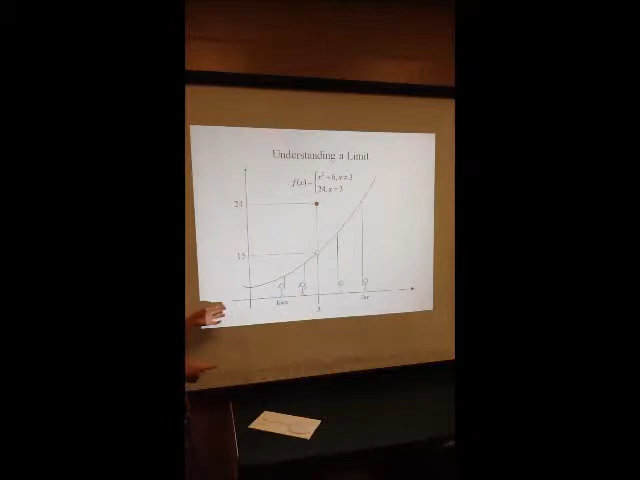 Understanding a Limit
f(x) = { x² + 6, x ≠ 3
24, x = 3
24
15
3